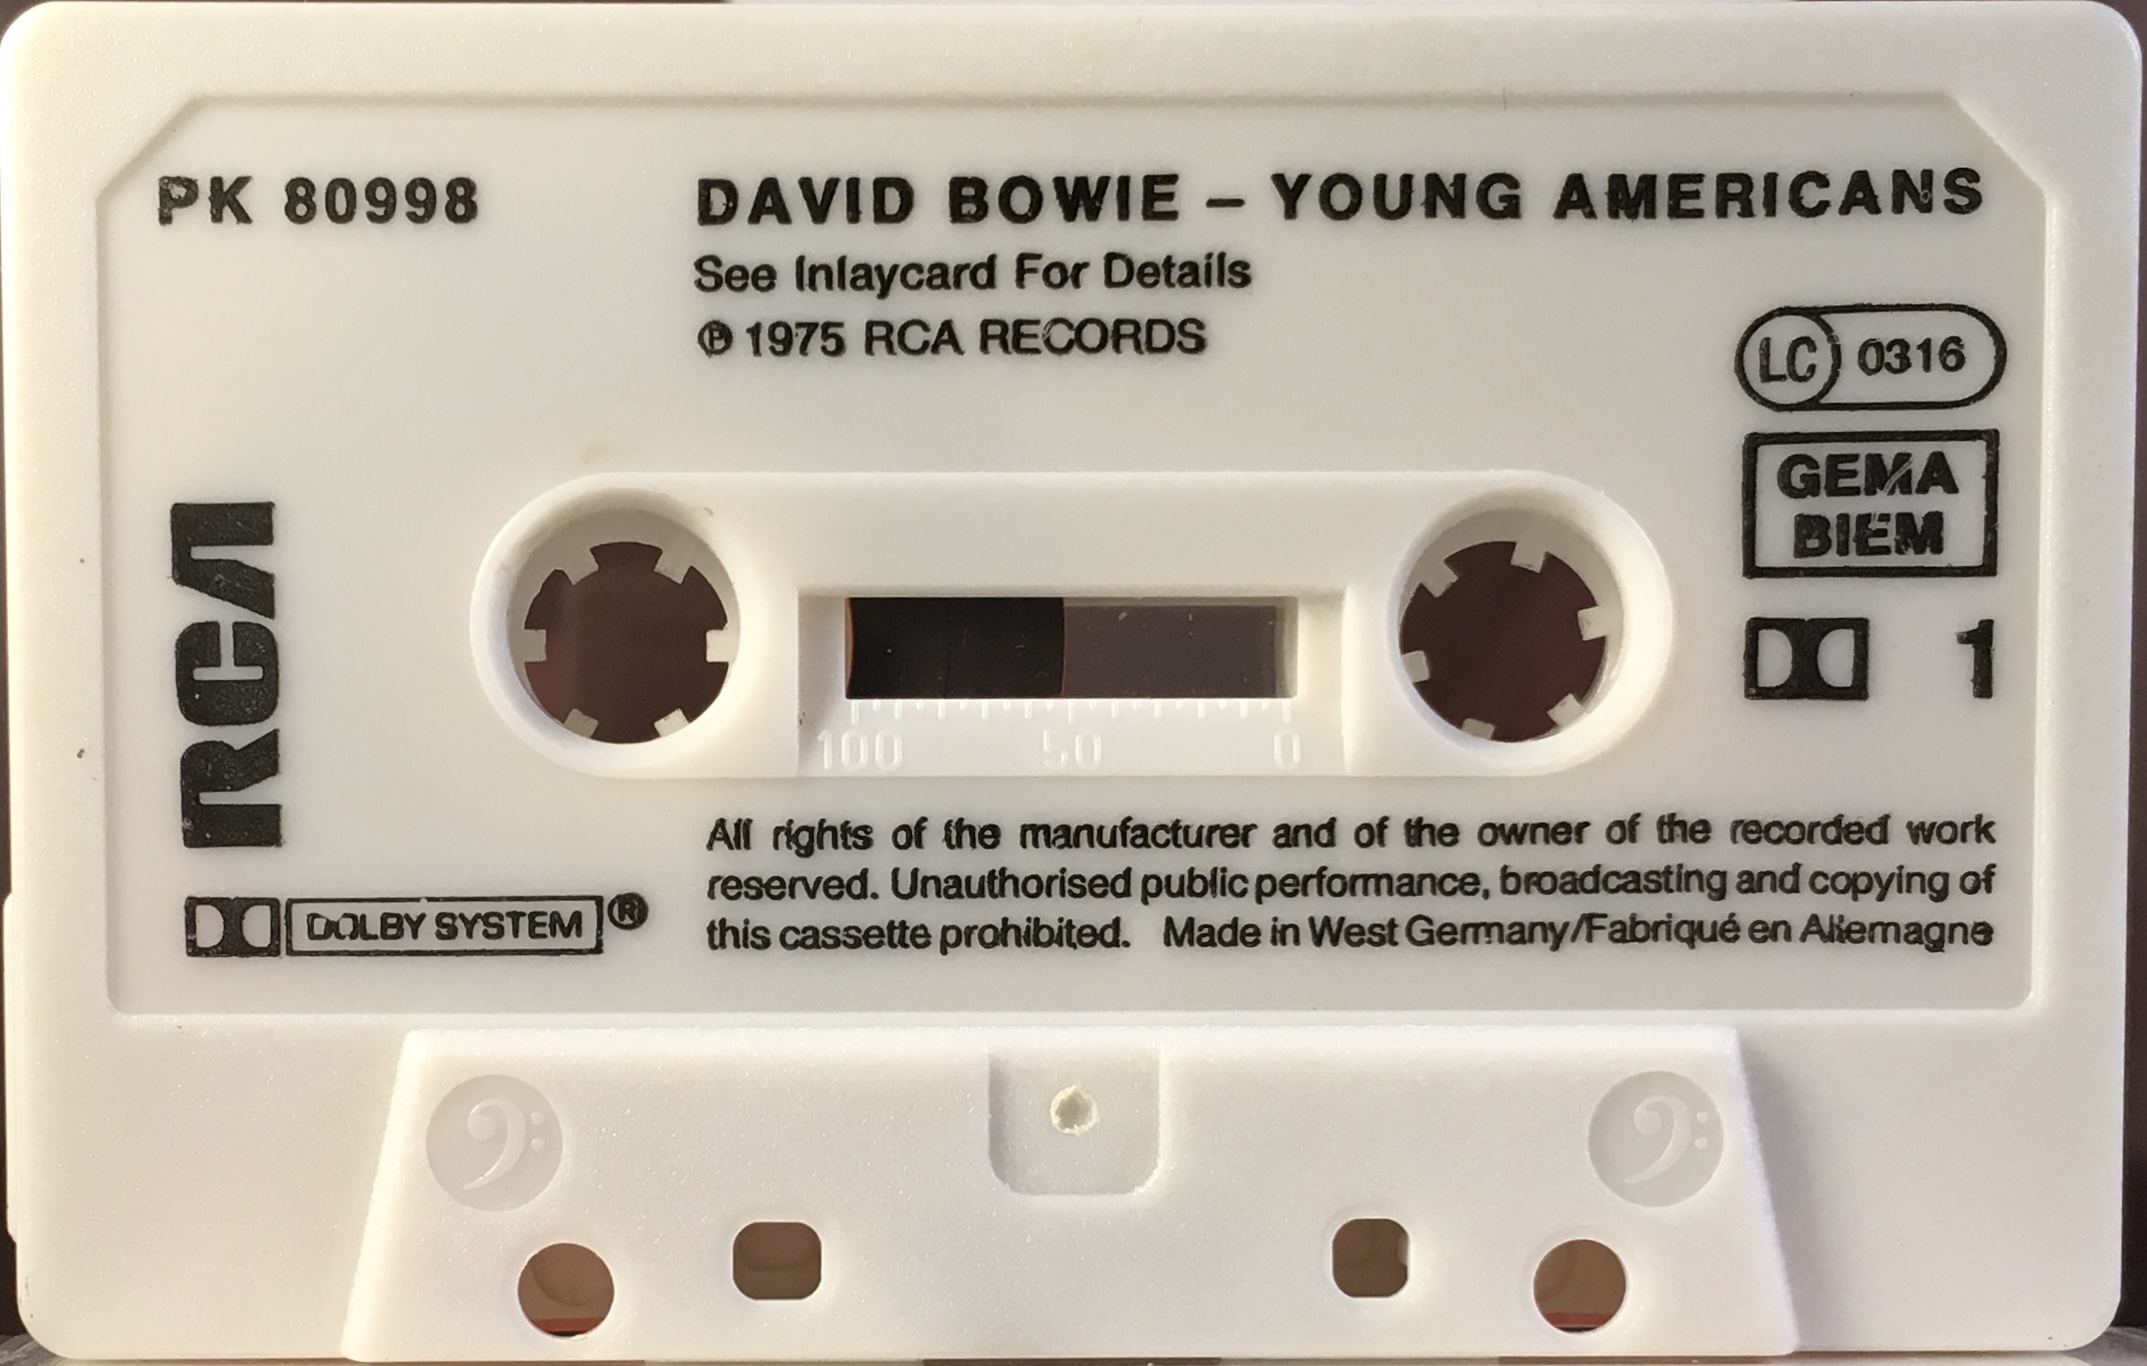 PK 80998
DAVID BOWIE – YOUNG AMERICANS
See Inlaycard For Details
℗ 1975 RCA RECORDS
LC 0316
GEMA
BIEM
RCA
1
100 50 0
All rights of the manufacturer and of the owner of the recorded work
reserved. Unauthorised public performance, broadcasting and copying of
this cassette prohibited. Made in West Germany/Fabriqué en Allemagne
DOLBY SYSTEM®